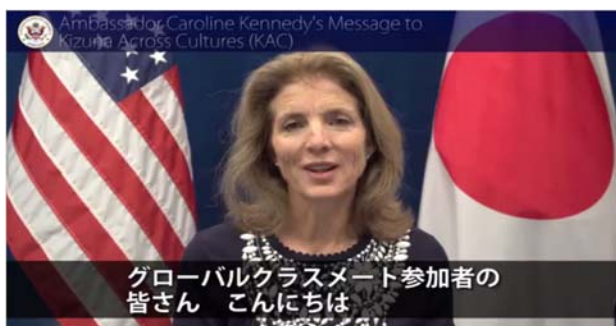 Ambassador Caroline Kennedy's Message to
Kizuna Across Cultures (KAC)
グローバルクラスメート参加者の
皆さん　こんにちは